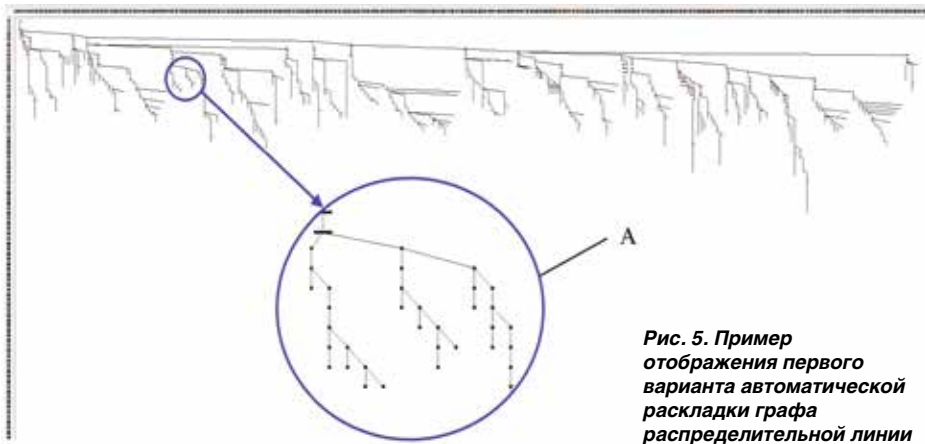 A
Рис. 5. Пример
отображения первого
варианта автоматической
раскладки графа
распределительной линии